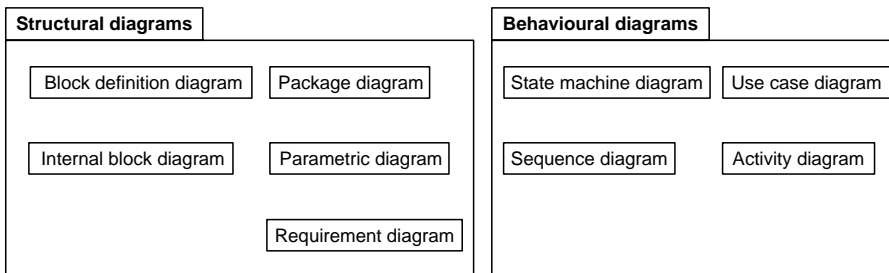 Structural diagrams
Block definition diagram
Package diagram
Internal block diagram
Parametric diagram
Requirement diagram
Behavioural diagrams
State machine diagram
Use case diagram
Sequence diagram
Activity diagram